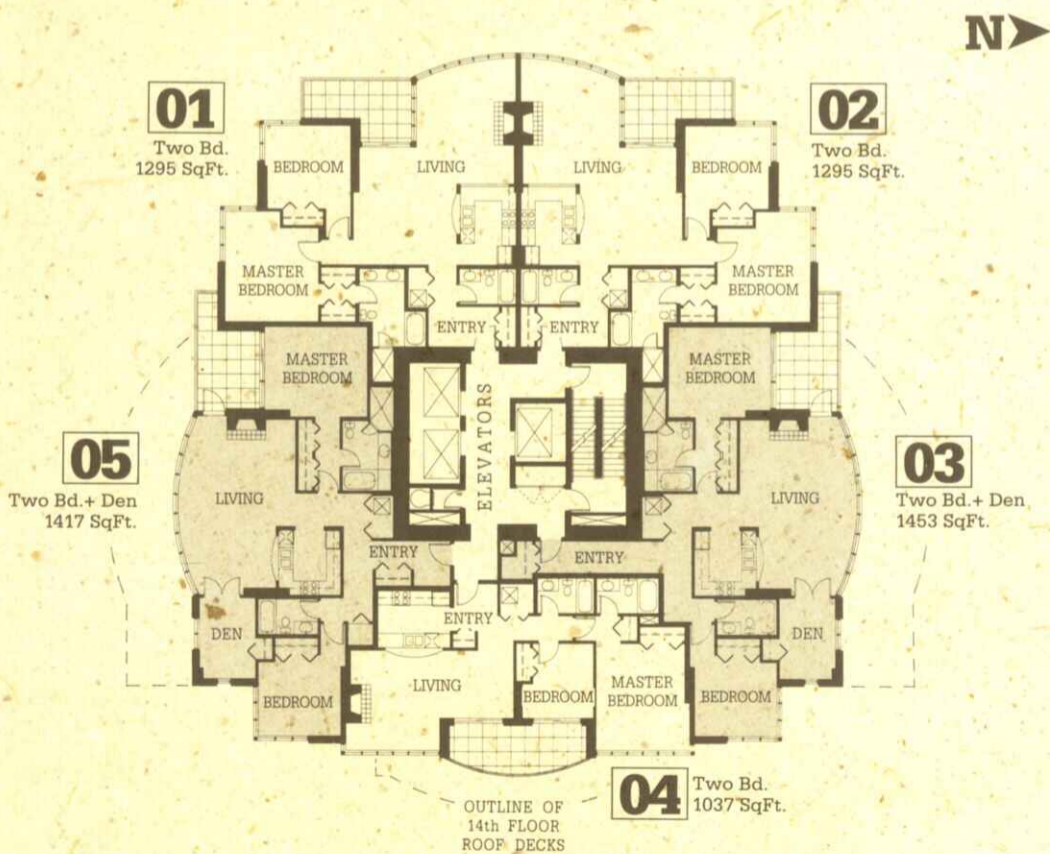 N
01
Two Bd.
1295 SqFt.
02
Two Bd.
1295 SqFt.
BEDROOM
LIVING
LIVING
BEDROOM
MASTER
BEDROOM
MASTER
BEDROOM
ENTRY
ENTRY
MASTER
BEDROOM
MASTER
BEDROOM
ELEVATORS
05
Two Bd.+ Den
1417 SqFt.
03
Two Bd.+ Den
1453 SqFt.
LIVING
LIVING
ENTRY
ENTRY
ENTRY
DEN
DEN
LIVING
BEDROOM
BEDROOM
MASTER
BEDROOM
BEDROOM
04
Two Bd.
1037 SqFt.
OUTLINE OF
14th FLOOR
ROOF DECKS